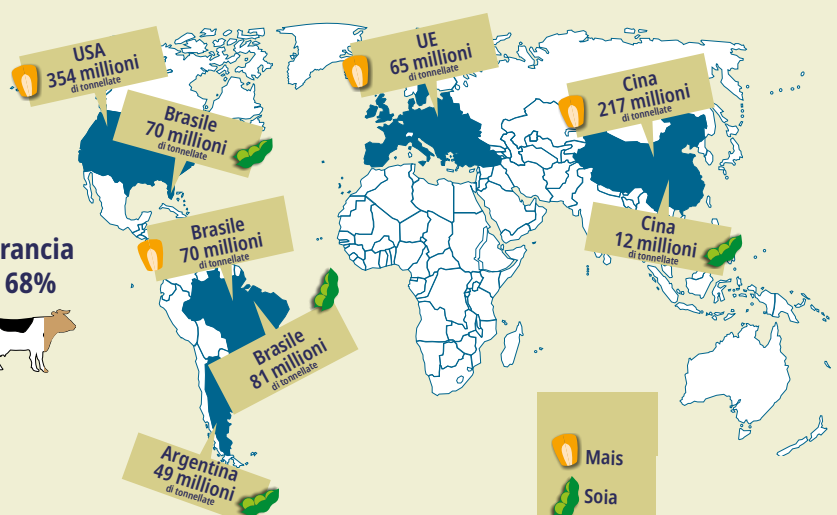 USA
354 milioni
di tonnellate
Brasile
70 milioni
di tonnellate
UE
65 milioni
di tonnellate
Cina
217 milioni
di tonnellate
Cina
12 milioni
di tonnellate
rancia
68%
Brasile
70 milioni
di tonnellate
Brasile
81 milioni
di tonnellate
Argentina
49 milioni
di tonnellate
Mais
Soia